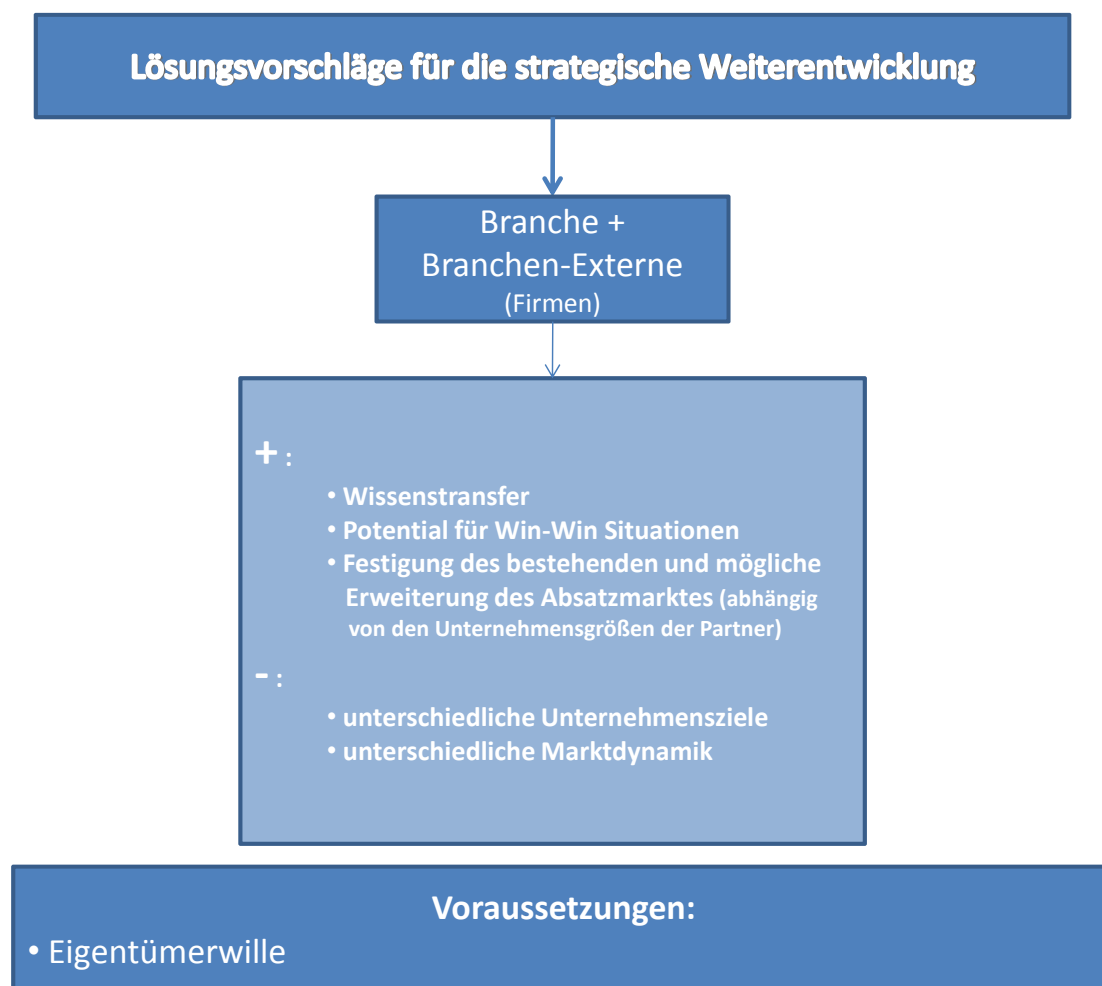 Lösungsvorschläge für die strategische Weiterentwicklung
Branche +
Branchen-Externe
(Firmen)
+ :
• Wissenstransfer
• Potential für Win-Win Situationen
• Festigung des bestehenden und mögliche
Erweiterung des Absatzmarktes (abhängig
von den Unternehmensgrößen der Partner)
- :
• unterschiedliche Unternehmensziele
• unterschiedliche Marktdynamik
Voraussetzungen:
• Eigentümerwille